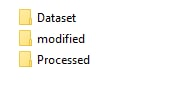 Dataset
modified
Processed